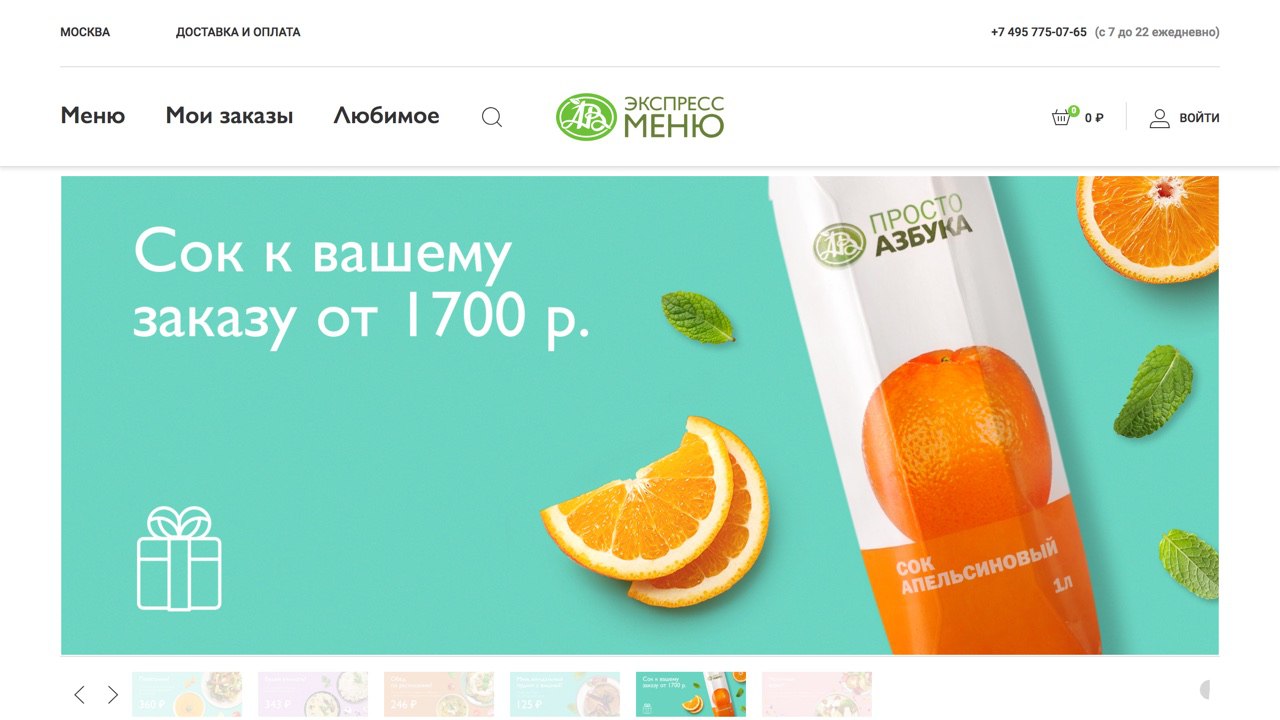 МОСКВА
ДОСТАВКА И ОПЛАТА
+7 495 775-07-65 (с 7 до 22 ежедневно)
Меню
Мои заказы
Любимое
АВ
ЭКСПРЕСС
МЕНЮ
0
0 ₽
ВОЙТИ
Сок к вашему
заказу от 1700 р.
АВ
ПРОСТО
АЗБУКА
СОК
АПЕЛЬСИНОВЫЙ
1л
360 ₽
343 ₽
246 ₽
125 ₽
Сок к вашему
заказу от 1700 р.